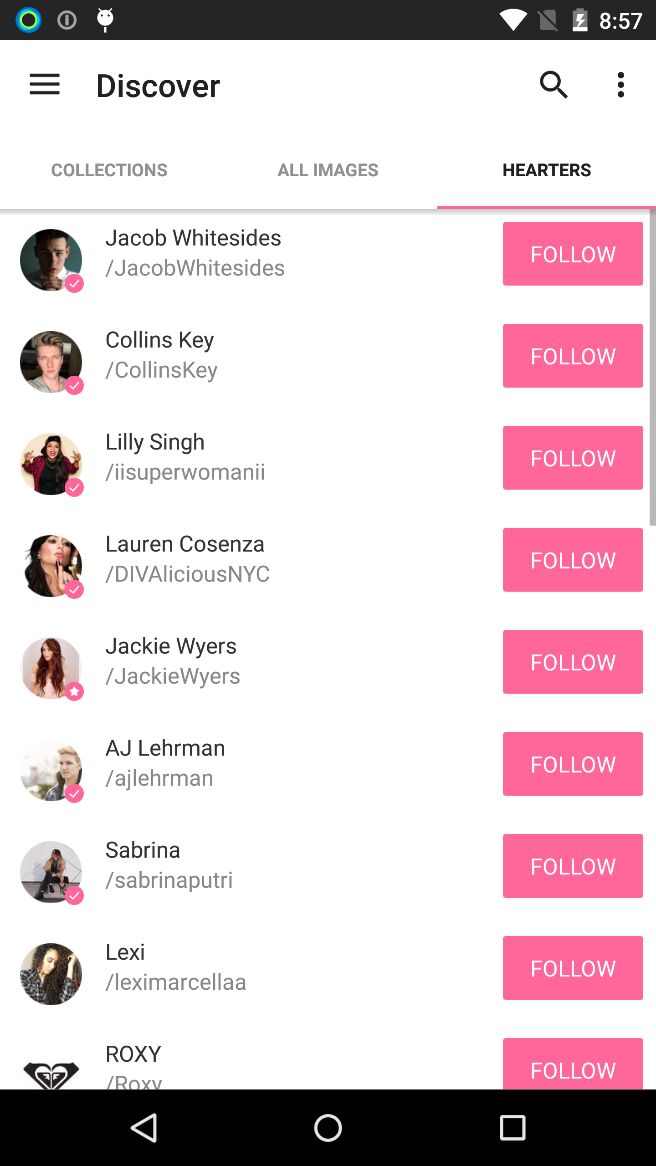 8:57
Discover
COLLECTIONS
ALL IMAGES
HEARTERS
Jacob Whitesides
/JacobWhitesides
FOLLOW
Collins Key
/CollinsKey
FOLLOW
Lilly Singh
/iisuperwomanii
FOLLOW
Lauren Cosenza
/DIVAliciousNYC
FOLLOW
Jackie Wyers
/JackieWyers
FOLLOW
AJ Lehrman
/ajlehrman
FOLLOW
Sabrina
/sabrinaputri
FOLLOW
Lexi
/leximarcellaa
FOLLOW
ROXY
/Roxy
FOLLOW